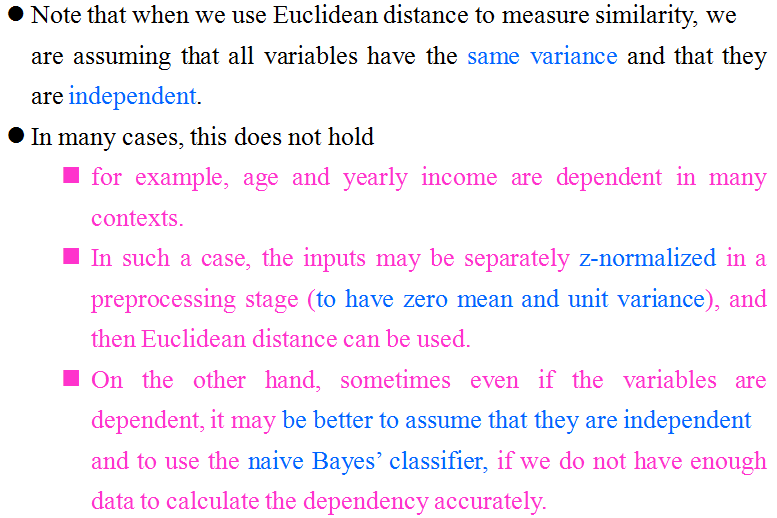 Note that when we use Euclidean distance to measure similarity, we
are assuming that all variables have the same variance and that they
are independent.
In many cases, this does not hold
for example, age and yearly income are dependent in many
contexts.
In such a case, the inputs may be separately z-normalized in a
preprocessing stage (to have zero mean and unit variance), and
then Euclidean distance can be used.
On the other hand, sometimes even if the variables are
dependent, it may be better to assume that they are independent
and to use the naive Bayes’ classifier, if we do not have enough
data to calculate the dependency accurately.